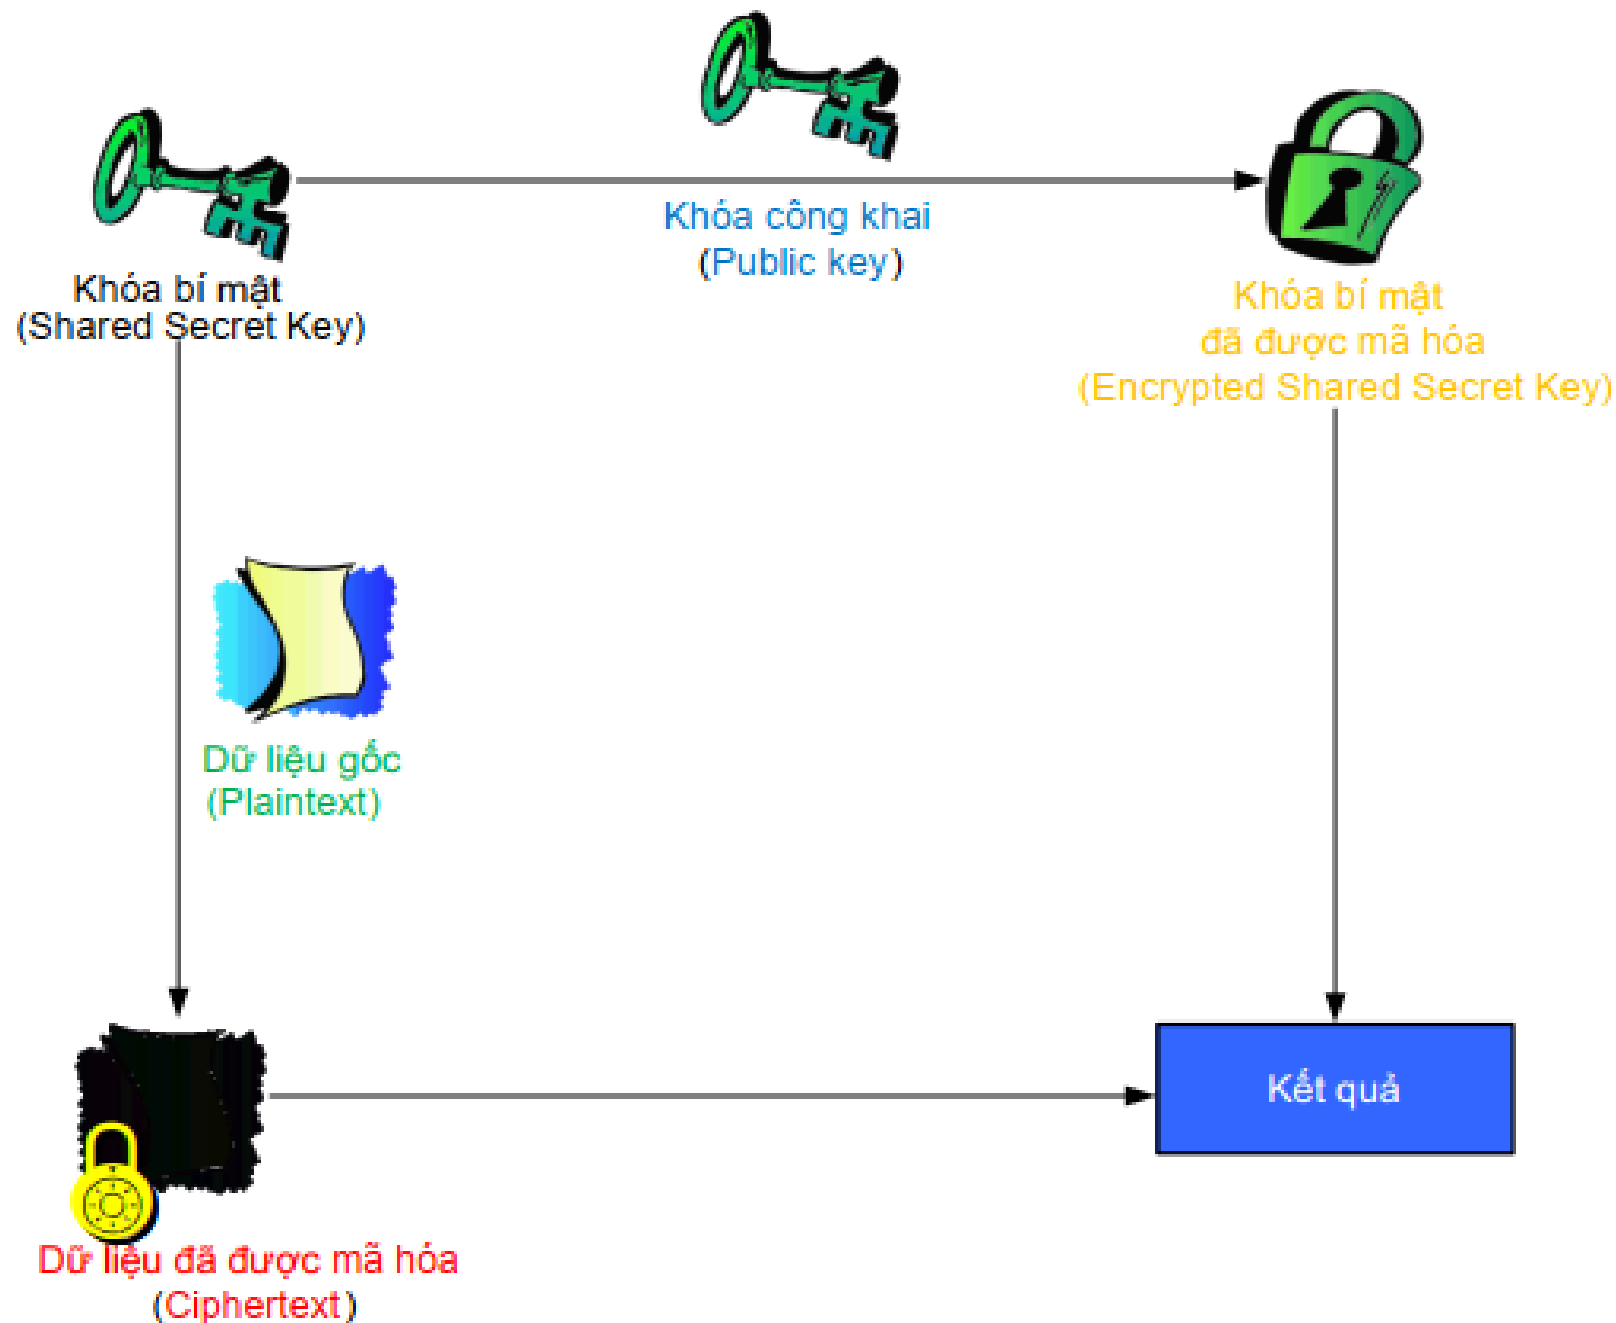 Khóa công khai
(Public key)
Khóa bí mật
(Shared Secret Key)
Khóa bí mật
đã được mã hóa
(Encrypted Shared Secret Key)
Dữ liệu gốc
(Plaintext)
Kết quả
Dữ liệu đã được mã hóa
(Ciphertext)